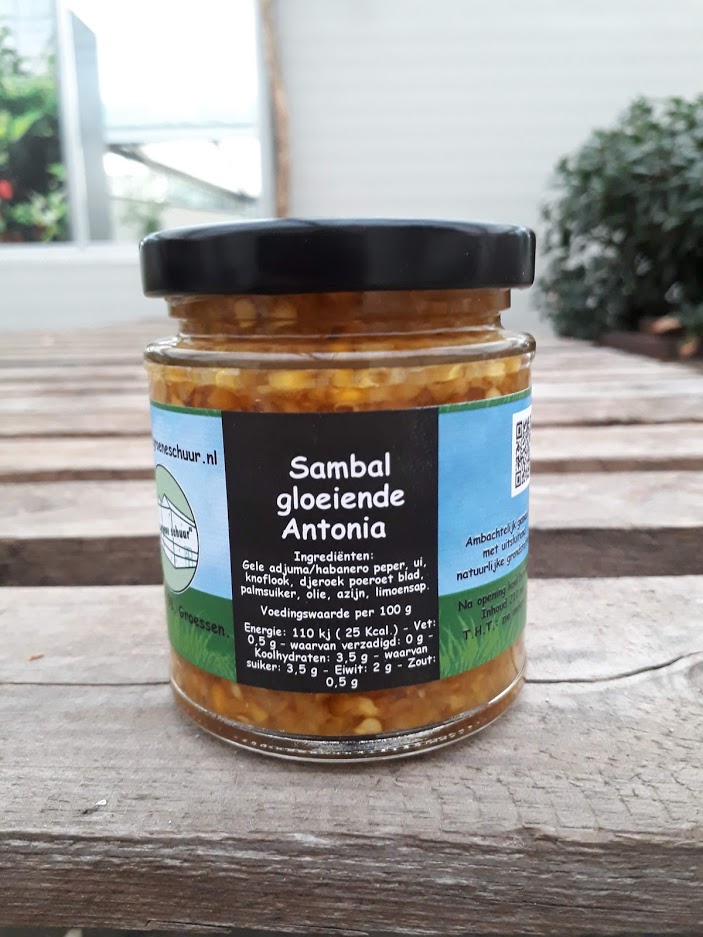 groeneschuur.nl
Sambal
gloeiende
Antonia
Ingrediënten:
Gele adjuma/habanero peper, ui,
knoflook, djeroek poeroet blad,
palmsuiker, olie, azijn, limoensap.
Voedingswaarde per 100 g
Energie: 110 kj ( 25 Kcal.) - Vet:
0,5 g - waarvan verzadigd: 0 g -
Koolhydraten: 3,5 g - waarvan
suiker: 3,5 g - Eiwit: 2 g - Zout:
0,5 g
schuur"
Groessen.
Ambachtelijk
met
natuurlijke
Na opening
Inhoud
T.H.T.: